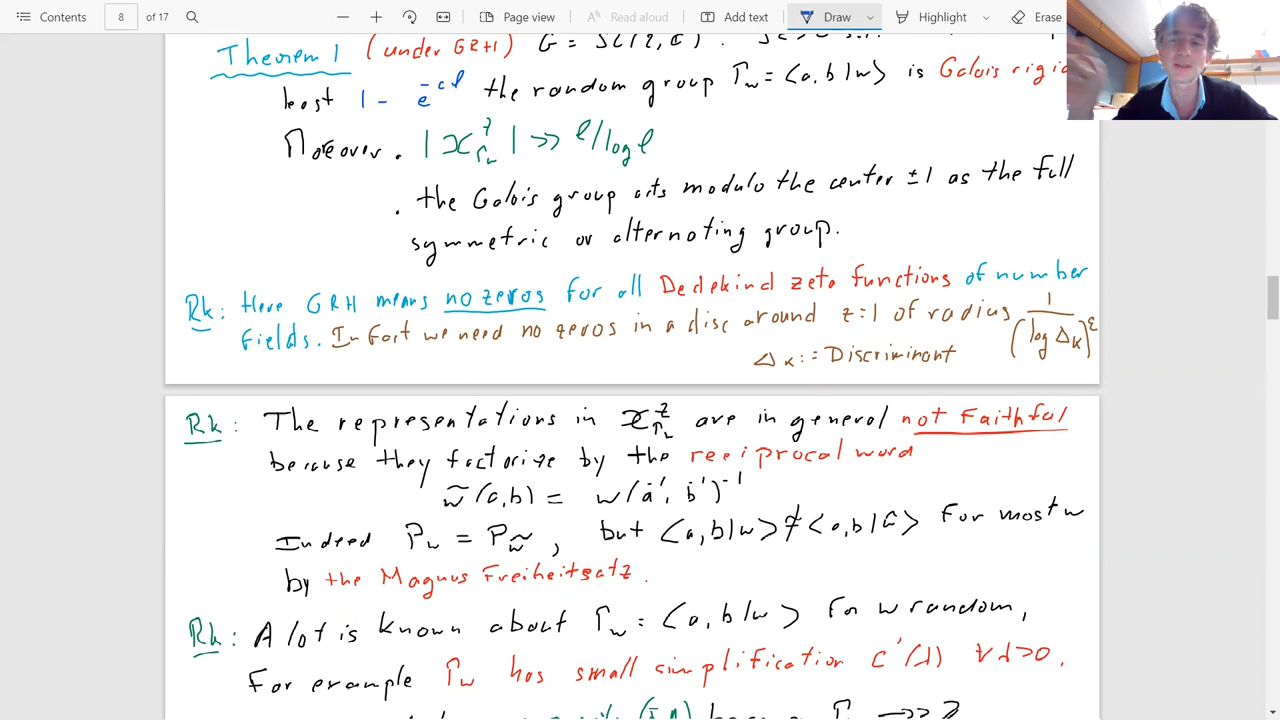 Contents 8 of 17 Page view Read aloud Add text Draw Highlight Erase
Theorem 1 (under GRH)
least 1 - e^{-cl} the random group Γ_w = <a, b | w> is Galois rigid
Moreover . | X^z_{Γ_w} | >> l/log l
. the Galois group acts modulo the center ±1 as the full
symmetric or alternating group.
Rk: Here GRH means no zeros for all Dedekind zeta functions of number
fields. In fact we need no zeros in a disc around z=1 of radius 1/(log Δ_K)^ε
Δ_K := Discriminant
Rk: The representations in X^z_{Γ_w} are in general not Faithful
because they factorise by the reciprocal word
w̃(a,b) = w(a^{-1}, b^{-1})^{-1}
Indeed P_w = P_w̃ , but <a, b | w> ≄ <a, b | w̃> for most w
by the Magnus Freiheitsatz.
Rk: A lot is known about Γ_w = <a, b | w> for w random,
For example Γ_w has small simplification C'(λ) ∀ λ>0.